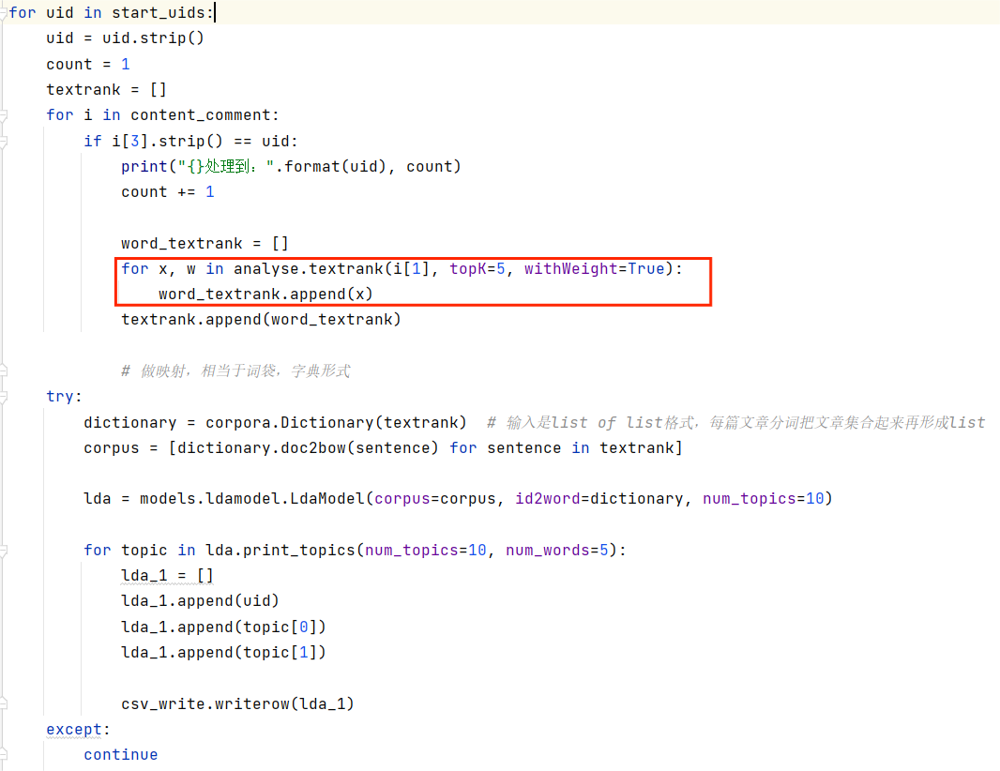 for uid in start_uids:
    uid = uid.strip()
    count = 1
    textrank = []
    for i in content_comment:
        if i[3].strip() == uid:
            print("{}处理到：".format(uid), count)
            count += 1
            word_textrank = []
            for x, w in analyse.textrank(i[1], topK=5, withWeight=True):
                word_textrank.append(x)
            textrank.append(word_textrank)
            # 做映射，相当于词袋，字典形式
    try:
        dictionary = corpora.Dictionary(textrank)  # 输入是list of list格式，每篇文章分词把文章集合起来再形成list
        corpus = [dictionary.doc2bow(sentence) for sentence in textrank]
        lda = models.ldamodel.LdaModel(corpus=corpus, id2word=dictionary, num_topics=10)
        for topic in lda.print_topics(num_topics=10, num_words=5):
            lda_1 = []
            lda_1.append(uid)
            lda_1.append(topic[0])
            lda_1.append(topic[1])
            csv_write.writerow(lda_1)
    except:
        continue